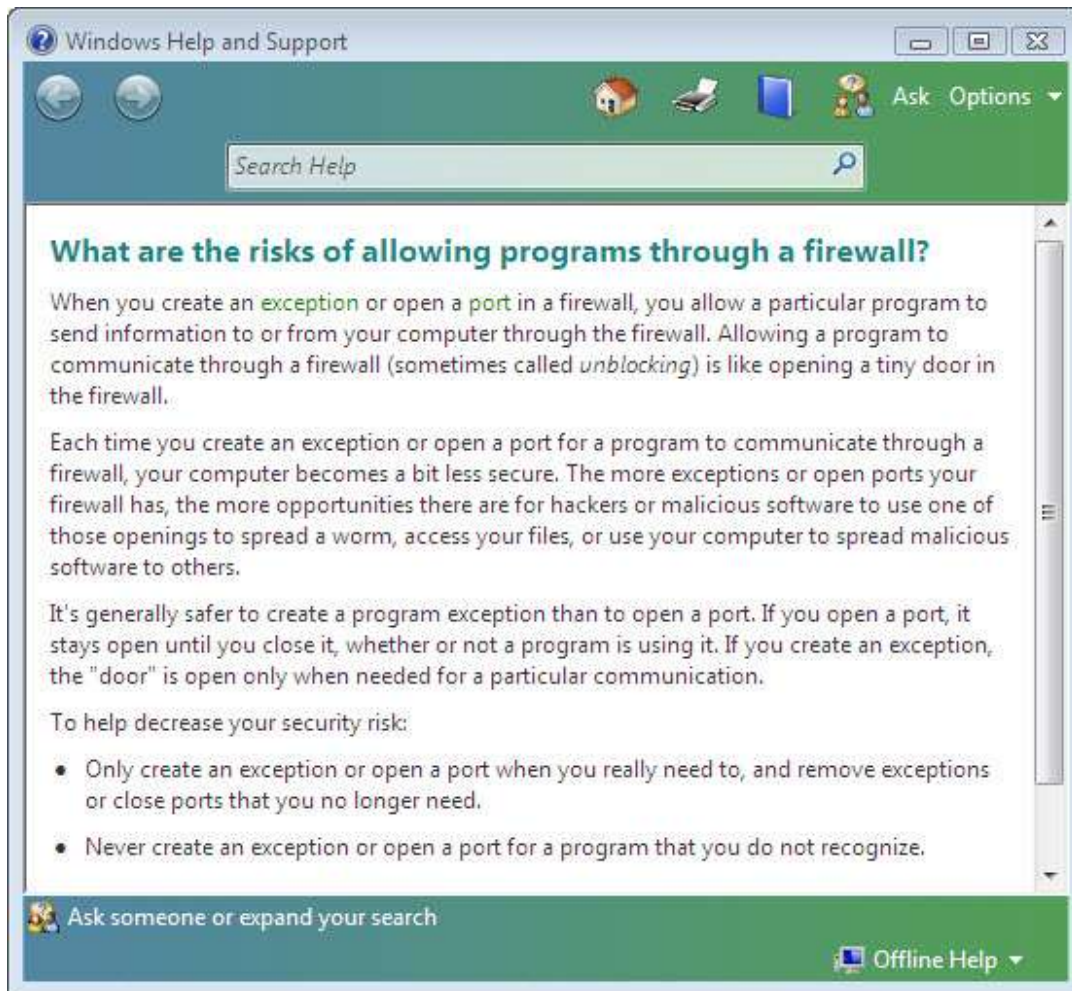 Windows Help and Support
Ask Options
Search Help
What are the risks of allowing programs through a firewall?
When you create an exception or open a port in a firewall, you allow a particular program to
send information to or from your computer through the firewall. Allowing a program to
communicate through a firewall (sometimes called unblocking) is like opening a tiny door in
the firewall.
Each time you create an exception or open a port for a program to communicate through a
firewall, your computer becomes a bit less secure. The more exceptions or open ports your
firewall has, the more opportunities there are for hackers or malicious software to use one of
those openings to spread a worm, access your files, or use your computer to spread malicious
software to others.
It's generally safer to create a program exception than to open a port. If you open a port, it
stays open until you close it, whether or not a program is using it. If you create an exception,
the "door" is open only when needed for a particular communication.
To help decrease your security risk:
• Only create an exception or open a port when you really need to, and remove exceptions
or close ports that you no longer need.
• Never create an exception or open a port for a program that you do not recognize.
Ask someone or expand your search
Offline Help